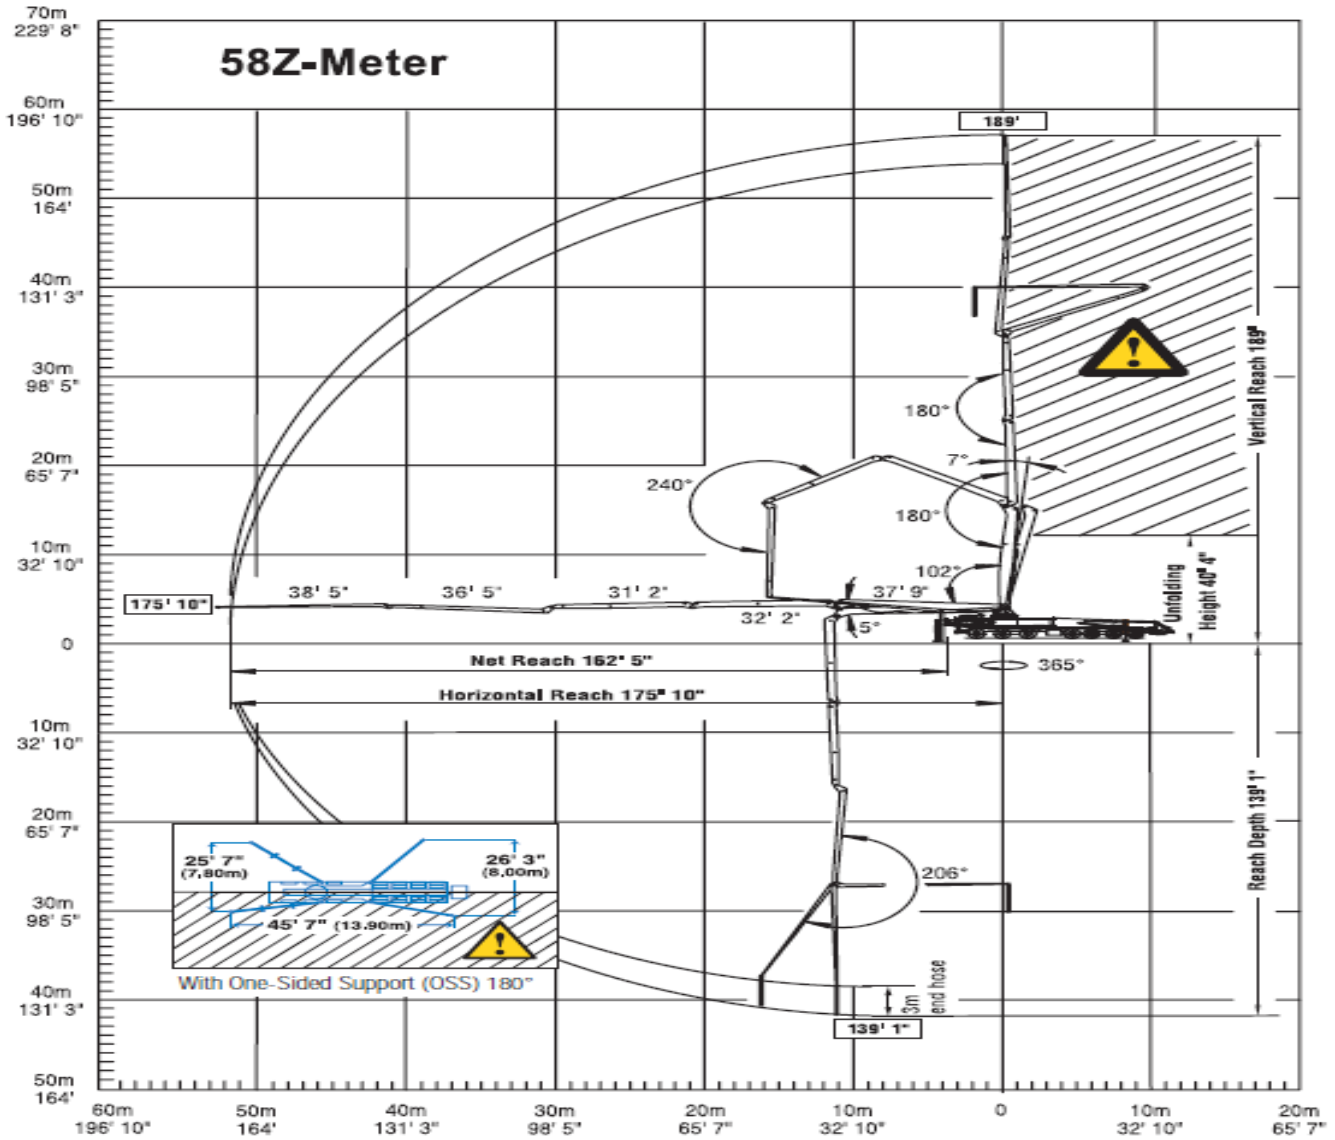 58Z-Meter
70m
229' 8"
60m
196' 10"
50m
164'
40m
131' 3"
30m
98' 5"
20m
65' 7"
10m
32' 10"
0
10m
32' 10"
20m
65' 7"
30m
98' 5"
40m
131' 3"
50m
164'
189'
180°
7°
240°
180°
102°
175' 10"
38' 5"
36' 5"
31' 2"
32' 2"
37' 9"
5°
Unfolding
Height 40' 4"
Vertical Reach 189"
Net Reach 162' 5"
365°
Horizontal Reach 175" 10"
Reach Depth 139' 1"
206°
25' 7"
(7,80m)
26' 3"
(8,00m)
45' 7" (13.90m)
With One-Sided Support (OSS) 180°
3m
end hose
139' 1"
60m
196' 10"
50m
164'
40m
131' 3"
30m
98' 5"
20m
65' 7"
10m
32' 10"
0
10m
32' 10"
20m
65' 7"